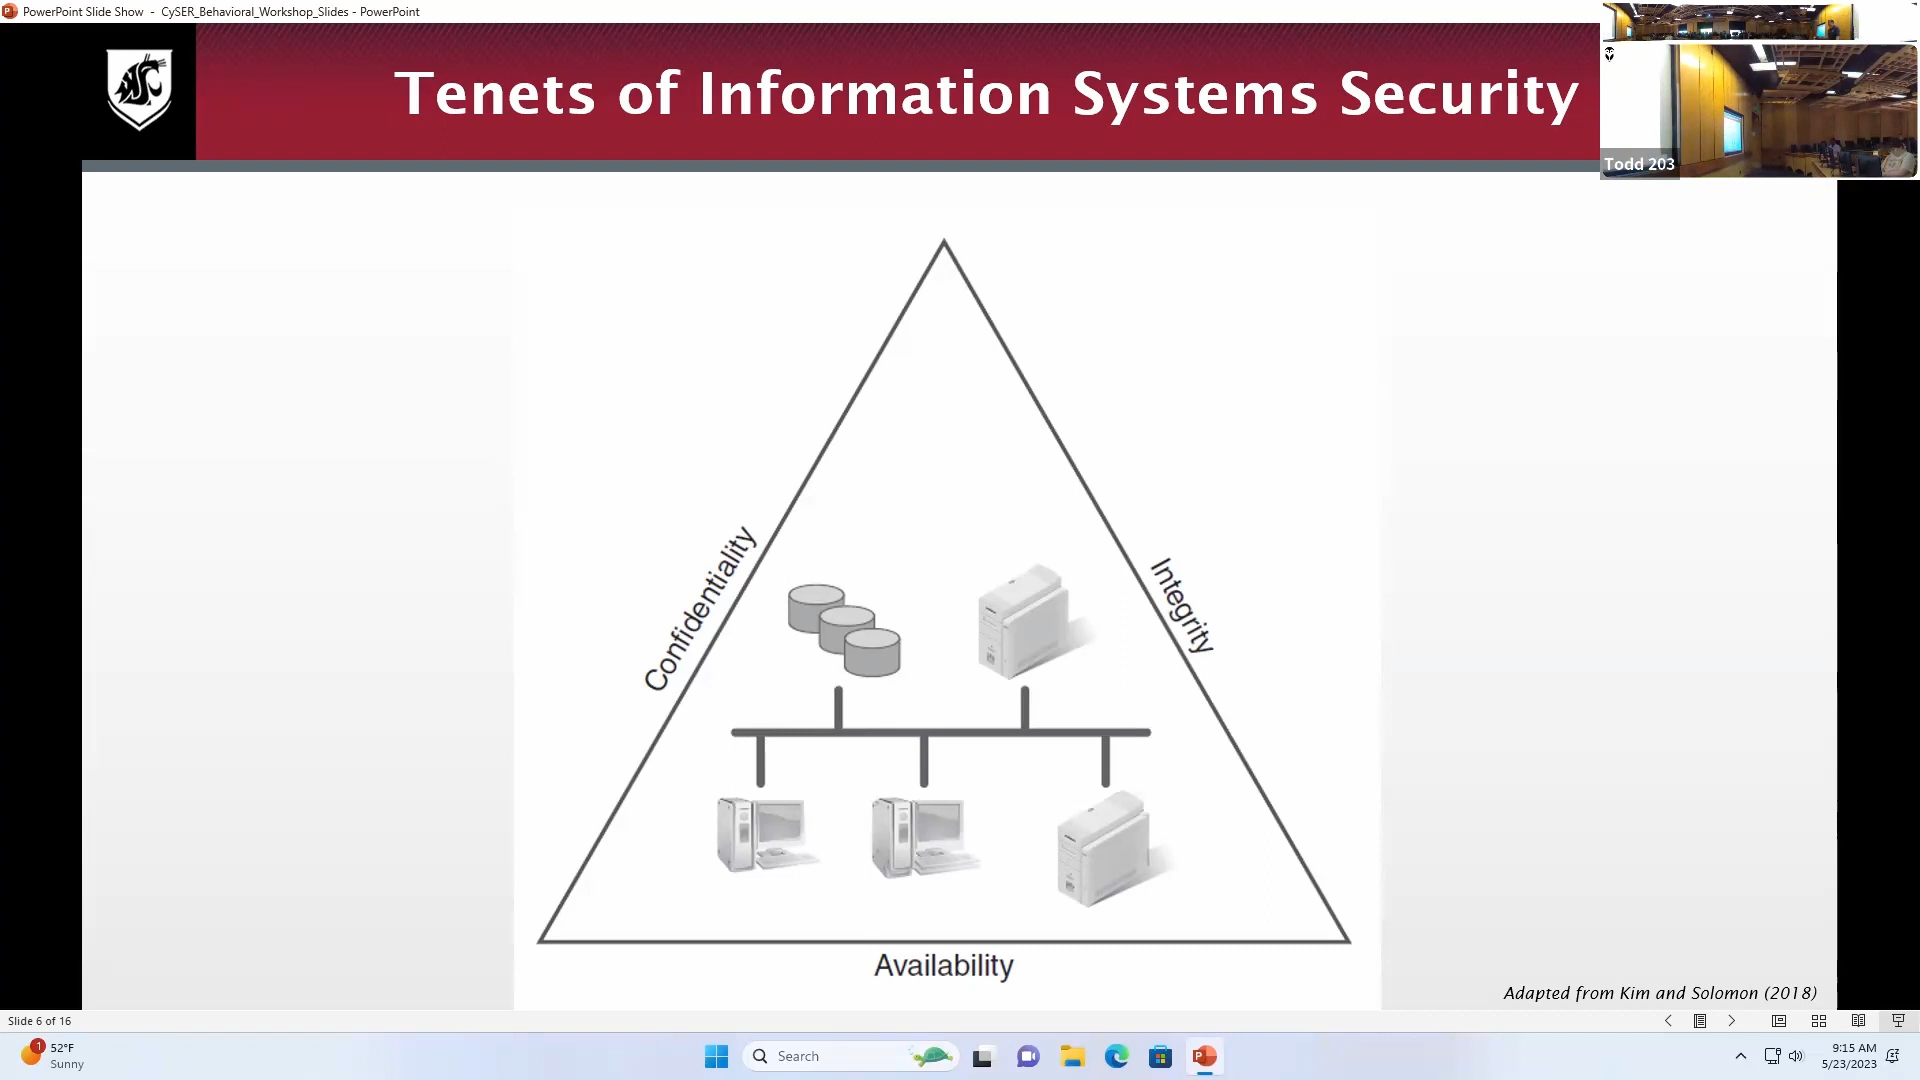 PowerPoint Slide Show - CySER_Behavioral_Workshop_Slides - PowerPoint
Tenets of Information Systems Security
Todd 203
Confidentiality
Integrity
Availability
Adapted from Kim and Solomon (2018)
Slide 6 of 16
1
52°F
Sunny
Search
9:15 AM
5/23/2023